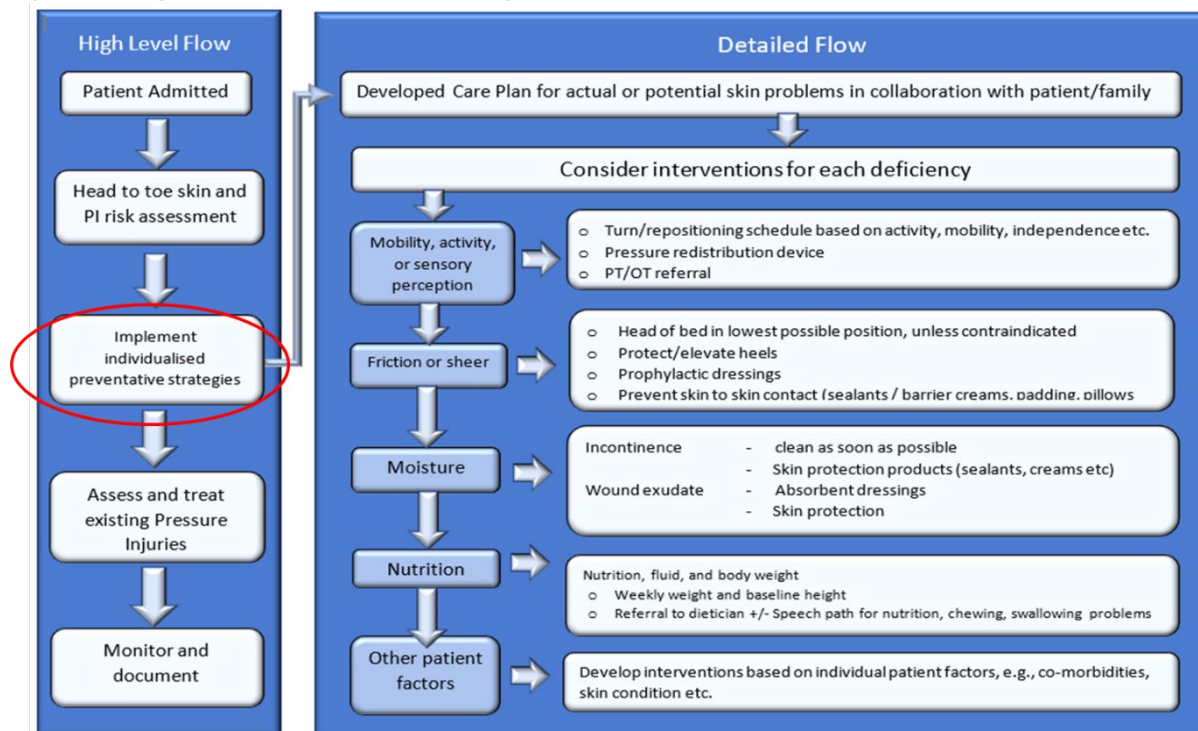 High Level Flow
Patient Admitted
Head to toe skin and
PI risk assessment
Implement
individualised
preventative strategies
Assess and treat
existing Pressure
Injuries
Monitor and
document
Detailed Flow
Developed Care Plan for actual or potential skin problems in collaboration with patient/family
Consider interventions for each deficiency
Mobility, activity,
or sensory
perception
o Turn/repositioning schedule based on activity, mobility, independence etc.
o Pressure redistribution device
o PT/OT referral
Friction or sheer
o Head of bed in lowest possible position, unless contraindicated
o Protect/elevate heels
o Prophylactic dressings
o Prevent skin to skin contact (sealants / barrier creams, padding, pillows
Moisture
Incontinence - clean as soon as possible
- Skin protection products (sealants, creams etc)
Wound exudate - Absorbent dressings
- Skin protection
Nutrition
Nutrition, fluid, and body weight
o Weekly weight and baseline height
o Referral to dietician +/- Speech path for nutrition, chewing, swallowing problems
Other patient
factors
Develop interventions based on individual patient factors, e.g., co-morbidities,
skin condition etc.